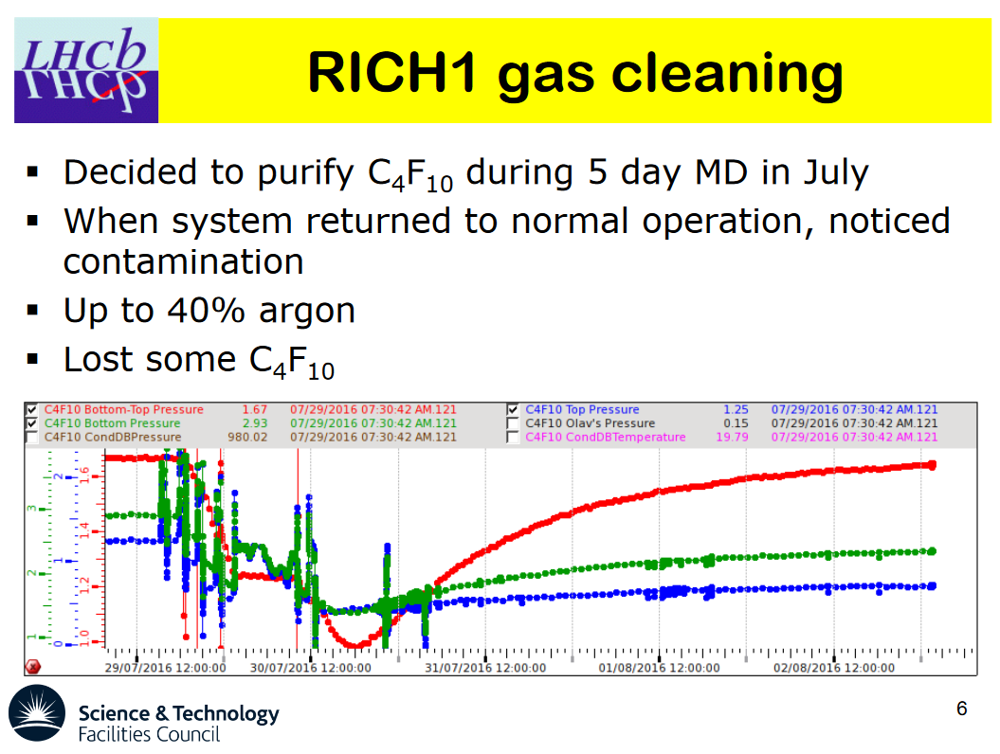 LHCb
RICH1 gas cleaning
▪ Decided to purify C₄F₁₀ during 5 day MD in July
▪ When system returned to normal operation, noticed
contamination
▪ Up to 40% argon
▪ Lost some C₄F₁₀
C4F10 Bottom-Top Pressure 1.67 07/29/2016 07:30:42 AM.121 C4F10 Top Pressure 1.25 07/29/2016 07:30:42 AM.121
C4F10 Bottom Pressure 2.93 07/29/2016 07:30:42 AM.121 C4F10 Olav's Pressure 0.15 07/29/2016 07:30:42 AM.121
C4F10 CondDBPressure 980.02 07/29/2016 07:30:42 AM.121 C4F10 CondDBTemperature 19.79 07/29/2016 07:30:42 AM.121
3
2
1
2
1
0
1.6
1.4
1.2
1.0
29/07/2016 12:00:00 30/07/2016 12:00:00 31/07/2016 12:00:00 01/08/2016 12:00:00 02/08/2016 12:00:00
Science & Technology
Facilities Council
6